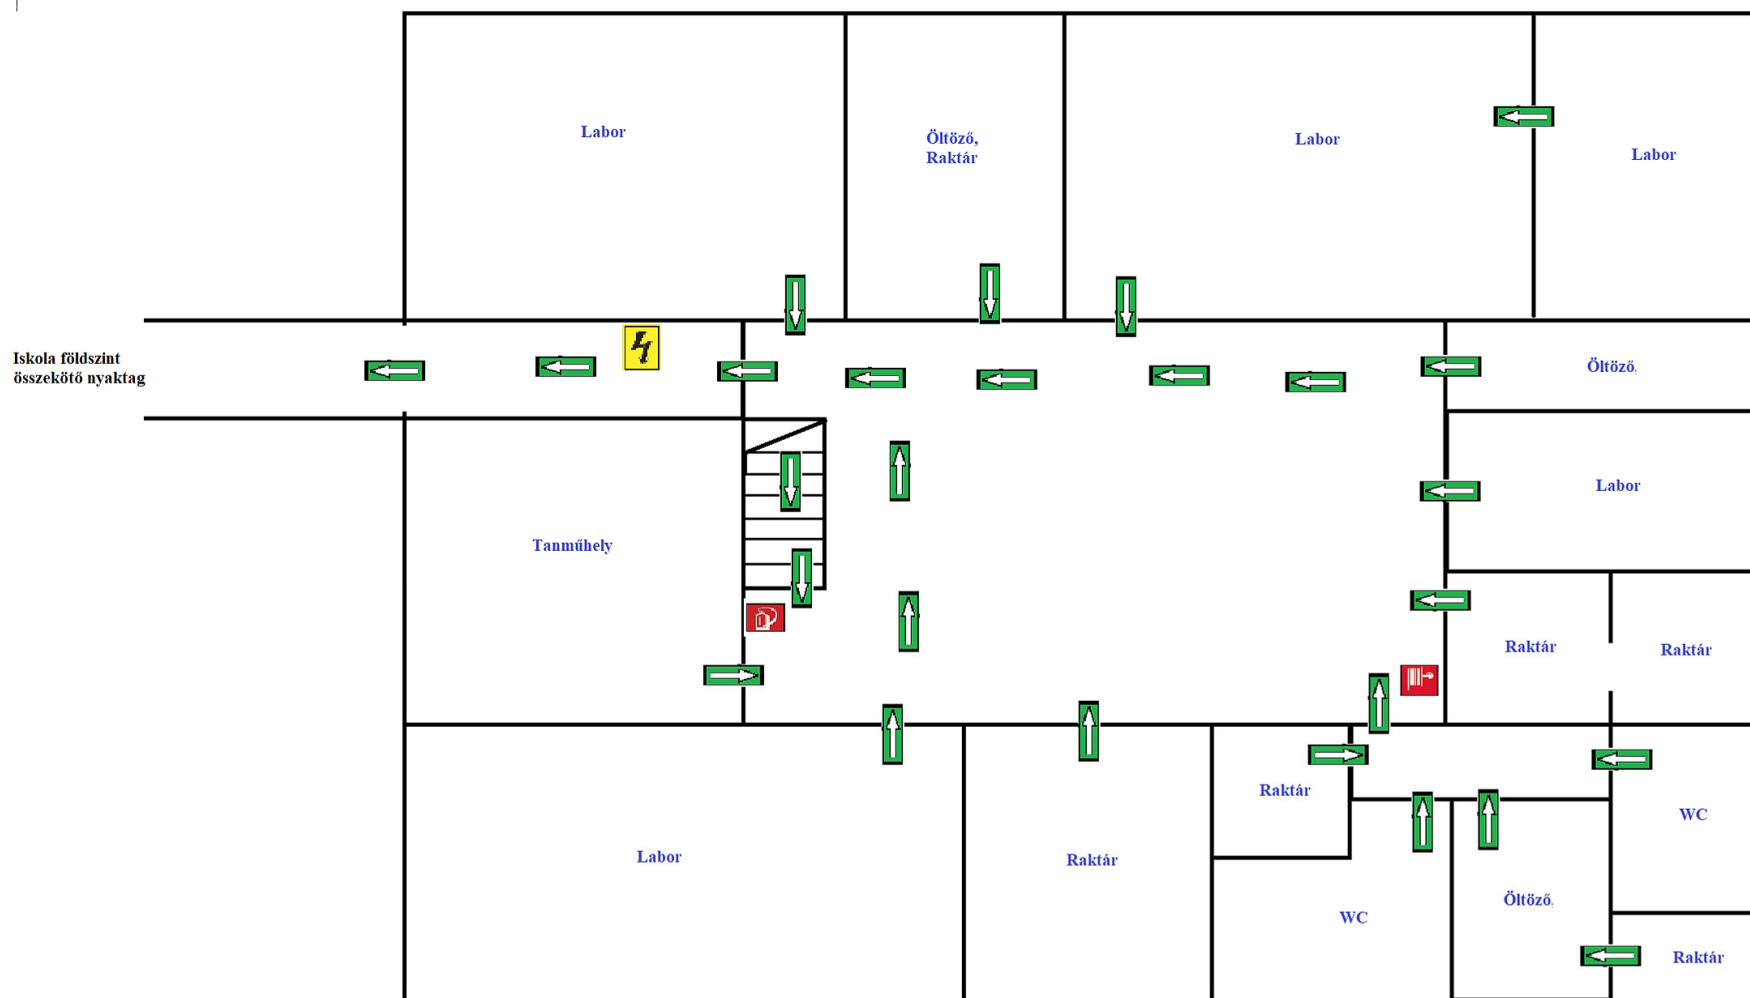 Labor
Öltöző,
Raktár
Labor
Labor
Iskola földszint
összekötő nyaktag
Öltöző,
Labor
Tanműhely
Raktár
Raktár
Raktár
WC
Labor
Raktár
Öltöző,
WC
Raktár